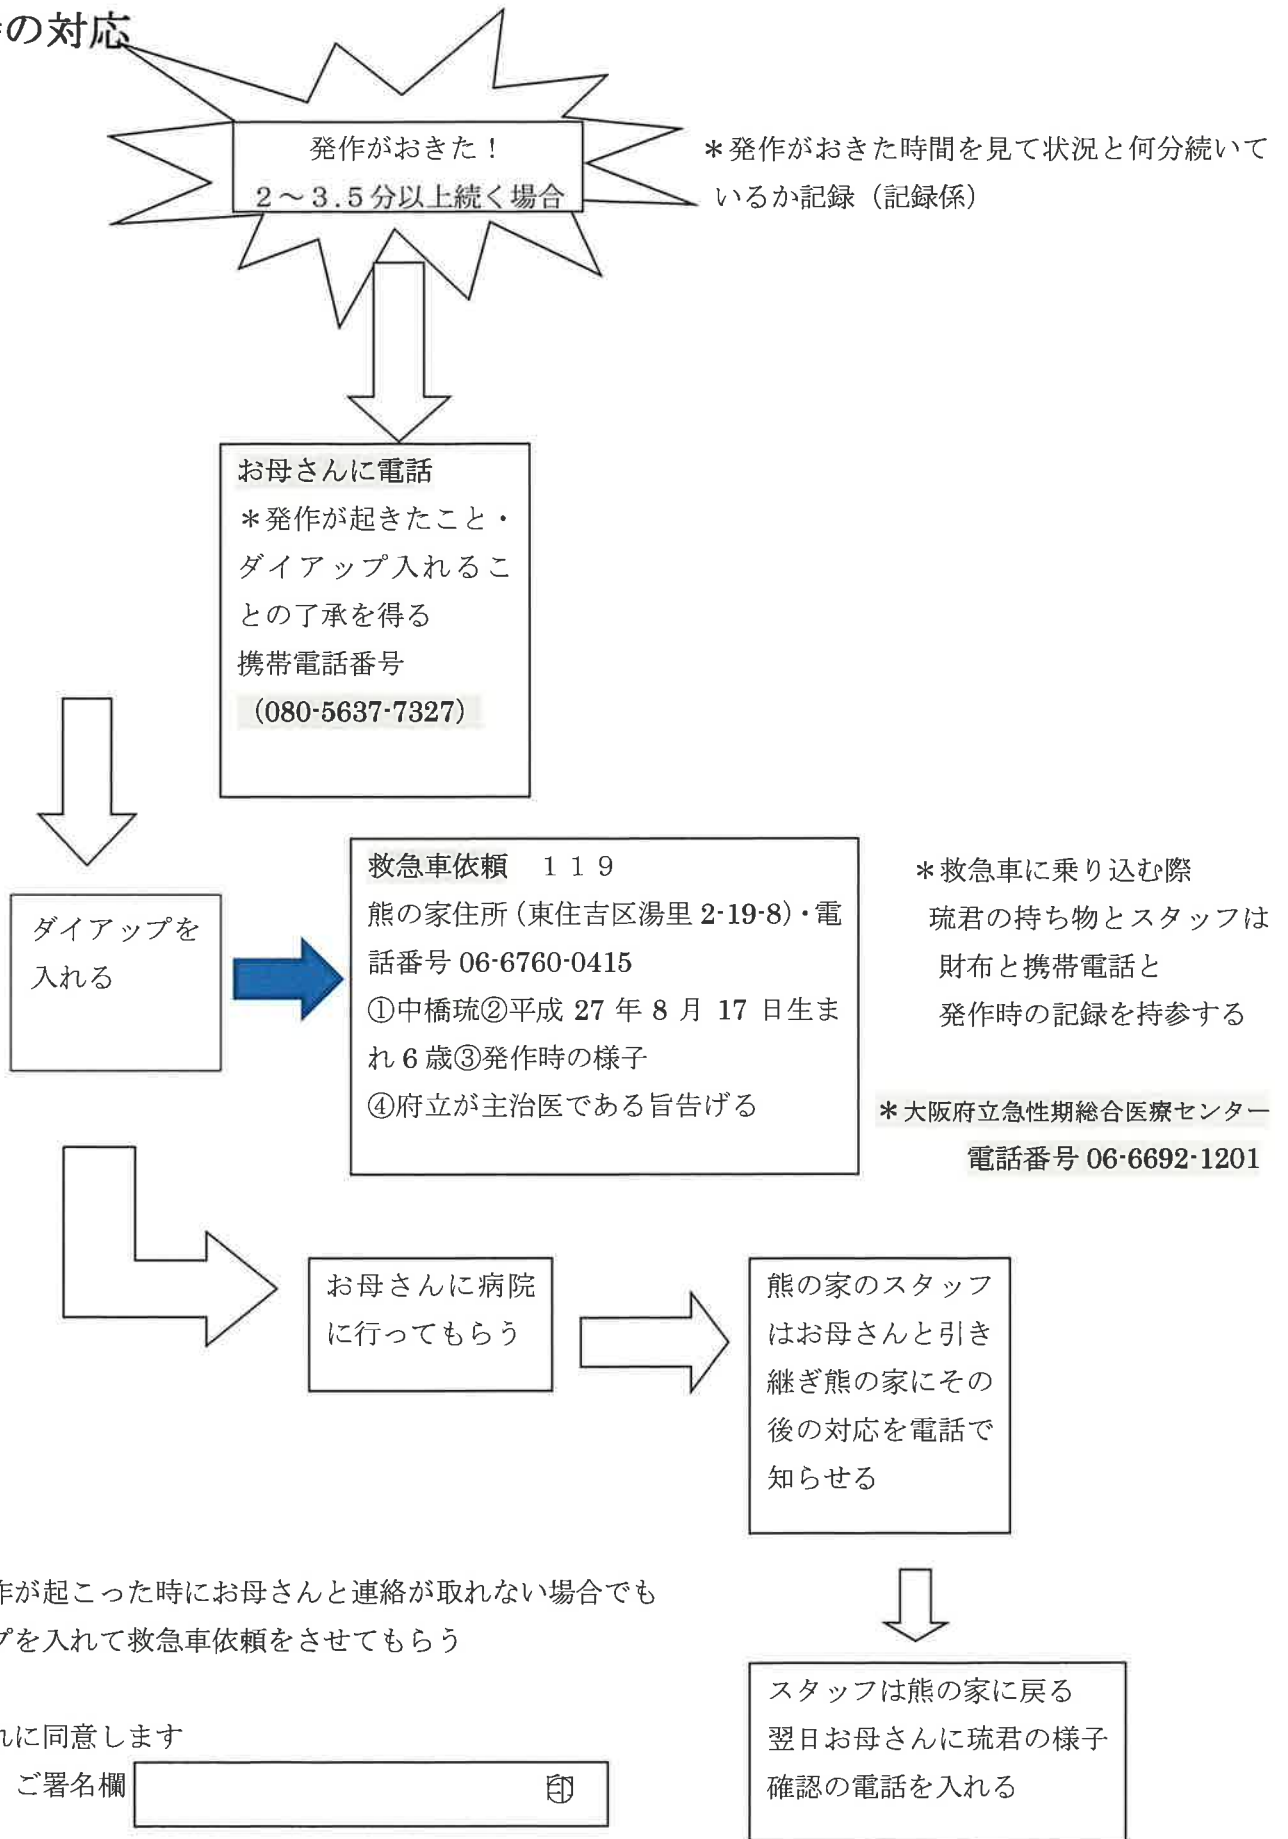 の対応
発作がおきた！
２～３.５分以上続く場合
＊発作がおきた時間を見て状況と何分続いて
いるか記録（記録係）
お母さんに電話
＊発作が起きたこと・
ダイアップ入れるこ
との了承を得る
携帯電話番号
（080-5637-7327）
ダイアップを
入れる
救急車依頼　１１９
熊の家住所（東住吉区湯里 2-19-8）・電
話番号 06-6760-0415
①中橋琉②平成 27 年 8 月 17 日生ま
れ 6 歳③発作時の様子
④府立が主治医である旨告げる
＊救急車に乗り込む際
琉君の持ち物とスタッフは
財布と携帯電話と
発作時の記録を持参する
＊大阪府立急性期総合医療センター
電話番号 06-6692-1201
お母さんに病院
に行ってもらう
熊の家のスタッフ
はお母さんと引き
継ぎ熊の家にその
後の対応を電話で
知らせる
作が起こった時にお母さんと連絡が取れない場合でも
プを入れて救急車依頼をさせてもらう
れに同意します
ご署名欄
印
スタッフは熊の家に戻る
翌日お母さんに琉君の様子
確認の電話を入れる